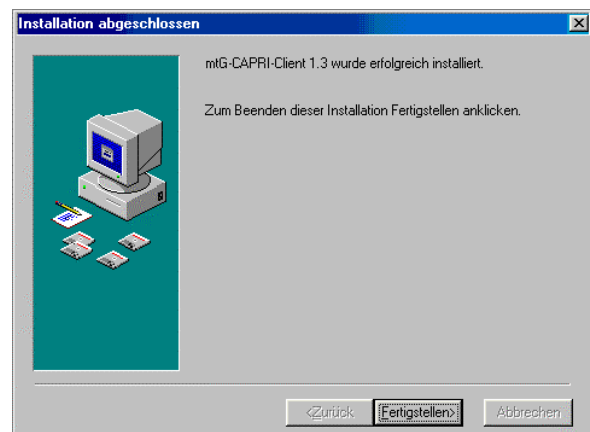 Installation abgeschlossen
mtG-CAPRI-Client 1.3 wurde erfolgreich installiert.
Zum Beenden dieser Installation Fertigstellen anklicken.
<Zurück
Fertigstellen>
Abbrechen